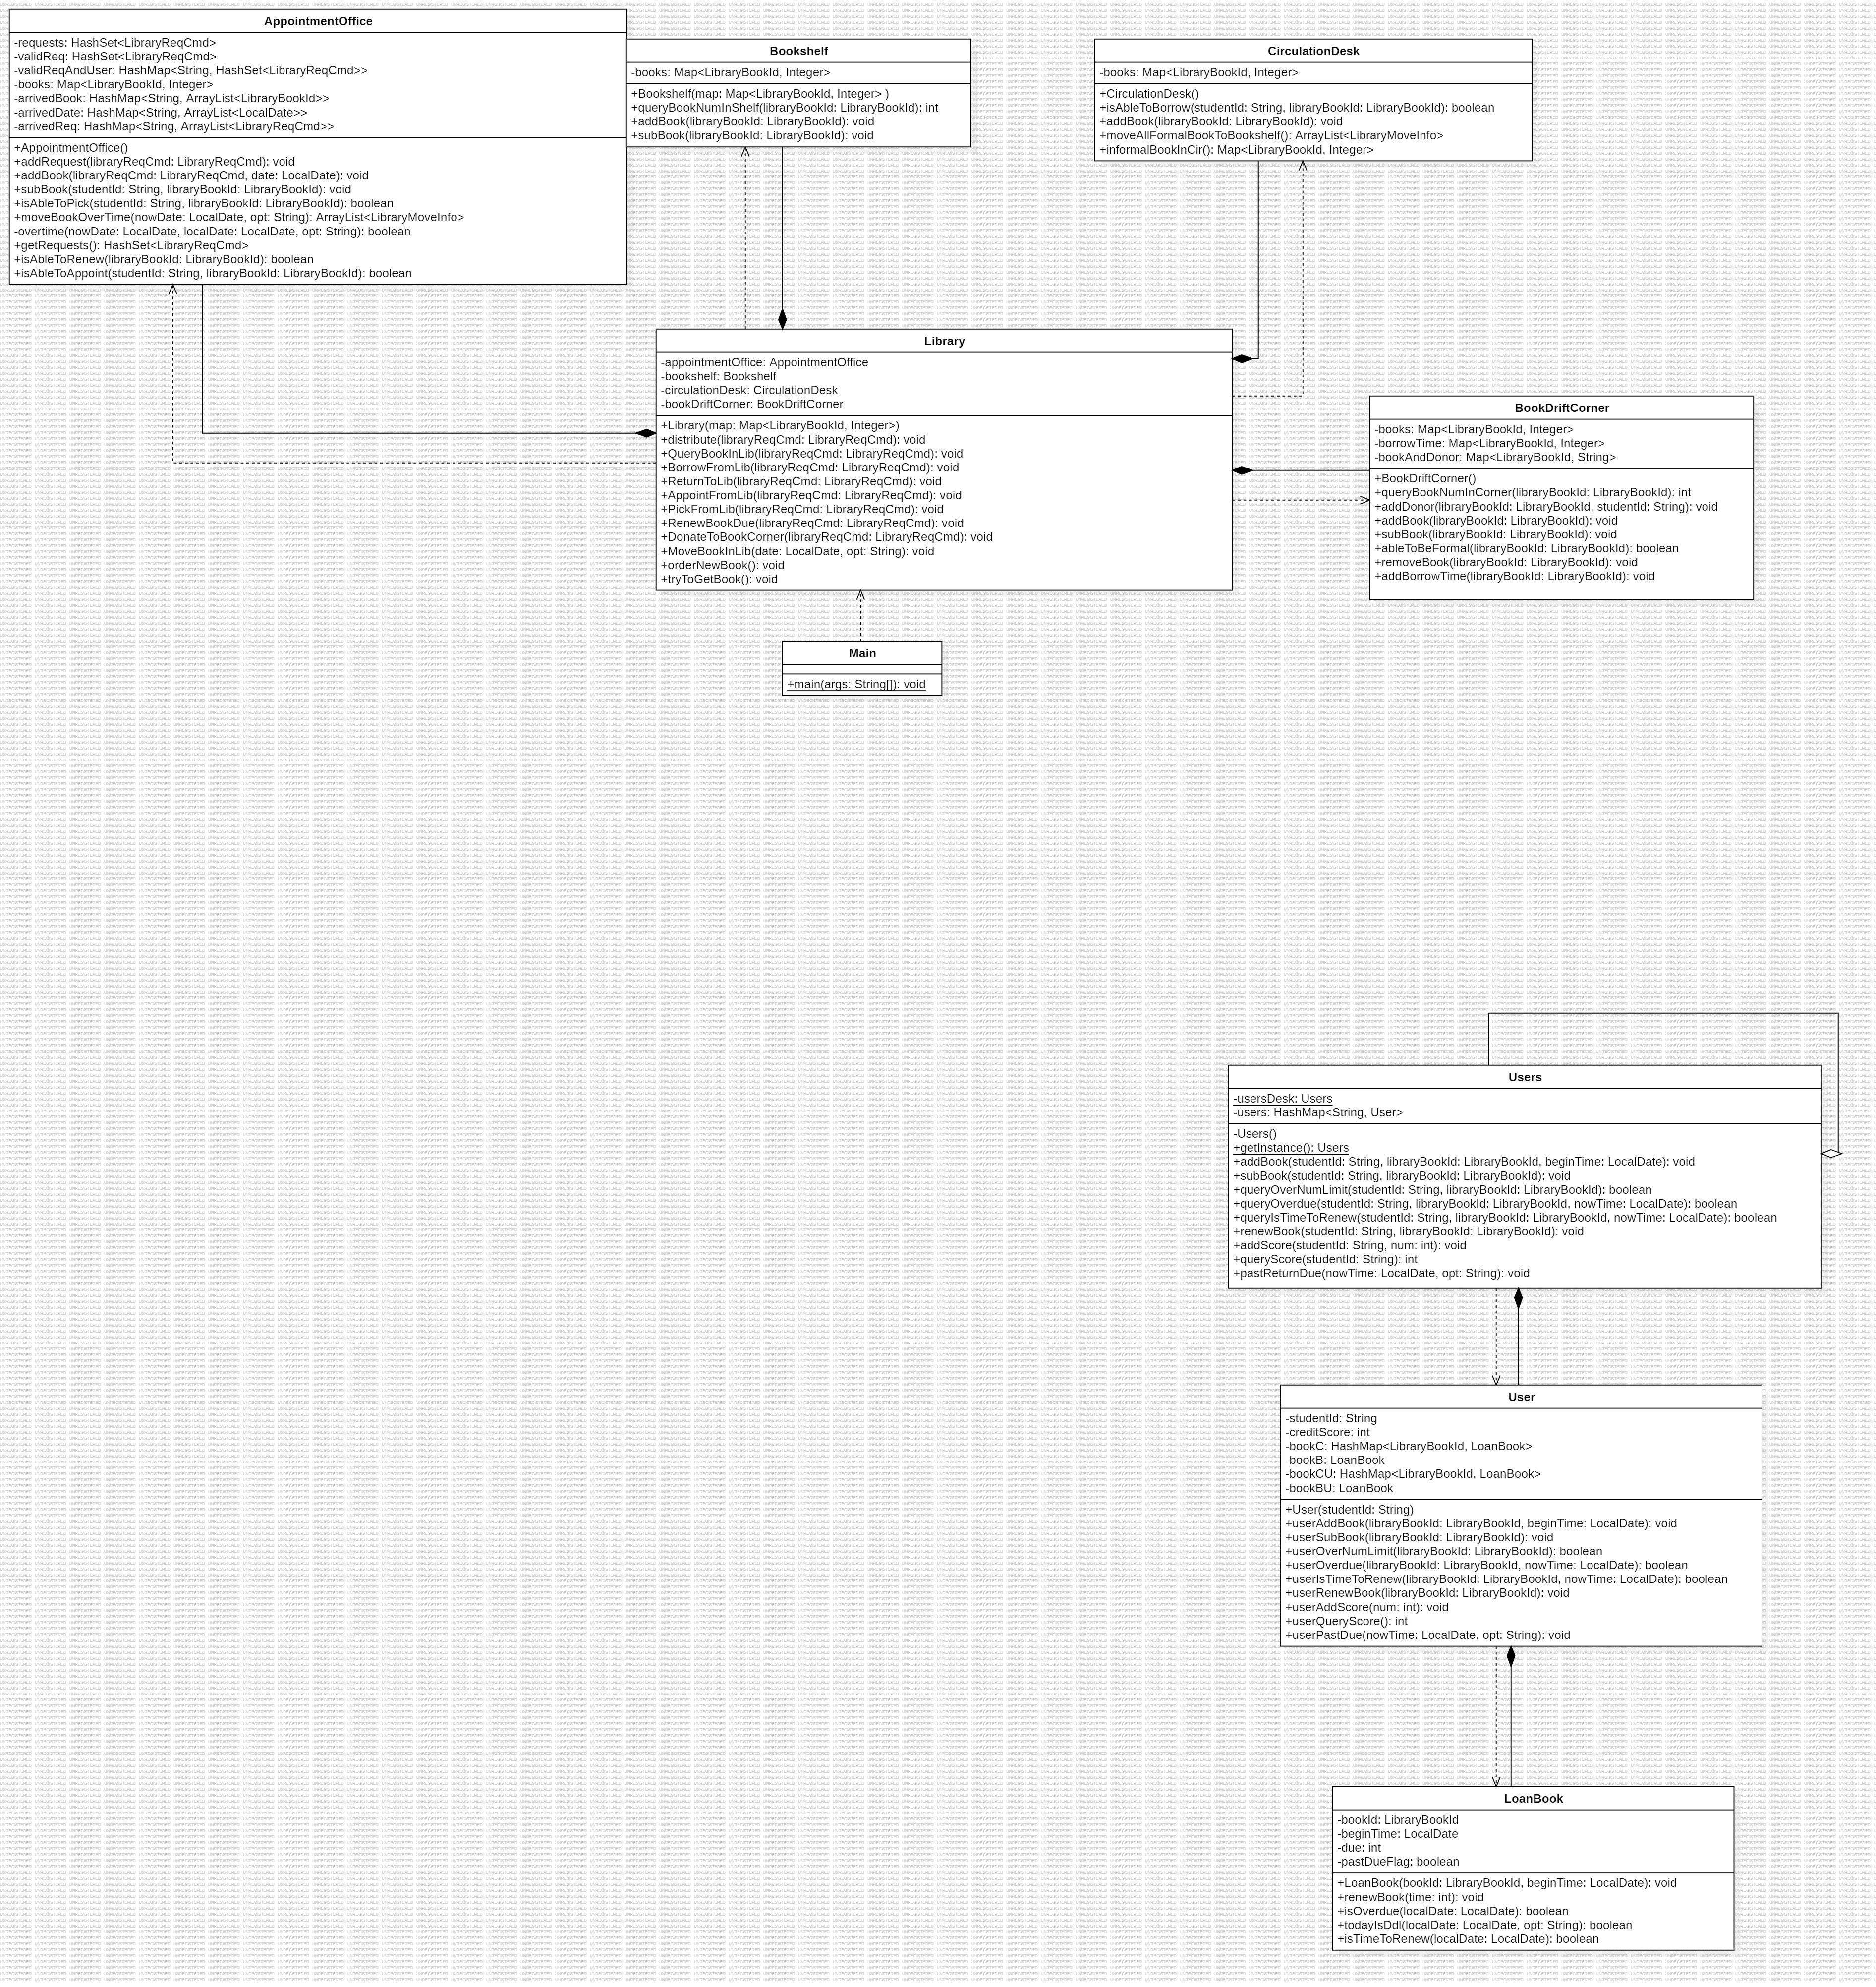 AppointmentOffice
-requests: HashSet<LibraryReqCmd>
-validReq: HashSet<LibraryReqCmd>
-validReqAndUser: HashMap<String, HashSet<LibraryReqCmd>>
-books: Map<LibraryBookId, Integer>
-arrivedBook: HashMap<String, ArrayList<LibraryBookId>>
-arrivedDate: HashMap<String, ArrayList<LocalDate>>
-arrivedReq: HashMap<String, ArrayList<LibraryReqCmd>>
+AppointmentOffice()
+addRequest(libraryReqCmd: LibraryReqCmd): void
+addBook(libraryReqCmd: LibraryReqCmd, date: LocalDate): void
+subBook(studentId: String, libraryBookId: LibraryBookId): void
+isAbleToPick(studentId: String, libraryBookId: LibraryBookId): boolean
+moveBookOverTime(nowDate: LocalDate, opt: String): ArrayList<LibraryMoveInfo>
-overtime(nowDate: LocalDate, localDate: LocalDate, opt: String): boolean
+getRequests(): HashSet<LibraryReqCmd>
+isAbleToRenew(libraryBookId: LibraryBookId): boolean
+isAbleToAppoint(studentId: String, libraryBookId: LibraryBookId): boolean
Bookshelf
-books: Map<LibraryBookId, Integer>
+Bookshelf(map: Map<LibraryBookId, Integer> )
+queryBookNumInShelf(libraryBookId: LibraryBookId): int
+addBook(libraryBookId: LibraryBookId): void
+subBook(libraryBookId: LibraryBookId): void
CirculationDesk
-books: Map<LibraryBookId, Integer>
+CirculationDesk()
+isAbleToBorrow(studentId: String, libraryBookId: LibraryBookId): boolean
+addBook(libraryBookId: LibraryBookId): void
+moveAllFormalBookToBookshelf(): ArrayList<LibraryMoveInfo>
+informalBookInCir(): Map<LibraryBookId, Integer>
Library
-appointmentOffice: AppointmentOffice
-bookshelf: Bookshelf
-circulationDesk: CirculationDesk
-bookDriftCorner: BookDriftCorner
+Library(map: Map<LibraryBookId, Integer>)
+distribute(libraryReqCmd: LibraryReqCmd): void
+QueryBookInLib(libraryReqCmd: LibraryReqCmd): void
+BorrowFromLib(libraryReqCmd: LibraryReqCmd): void
+ReturnToLib(libraryReqCmd: LibraryReqCmd): void
+AppointFromLib(libraryReqCmd: LibraryReqCmd): void
+PickFromLib(libraryReqCmd: LibraryReqCmd): void
+RenewBookDue(libraryReqCmd: LibraryReqCmd): void
+DonateToBookCorner(libraryReqCmd: LibraryReqCmd): void
+MoveBookInLib(date: LocalDate, opt: String): void
+orderNewBook(): void
+tryToGetBook(): void
BookDriftCorner
-books: Map<LibraryBookId, Integer>
-borrowTime: Map<LibraryBookId, Integer>
-bookAndDonor: Map<LibraryBookId, String>
+BookDriftCorner()
+queryBookNumInCorner(libraryBookId: LibraryBookId): int
+addDonor(libraryBookId: LibraryBookId, studentId: String): void
+addBook(libraryBookId: LibraryBookId): void
+subBook(libraryBookId: LibraryBookId): void
+ableToBeFormal(libraryBookId: LibraryBookId): boolean
+removeBook(libraryBookId: LibraryBookId): void
+addBorrowTime(libraryBookId: LibraryBookId): void
Main
+main(args: String[]): void
Users
-usersDesk: Users
-users: HashMap<String, User>
-Users()
+getInstance(): Users
+addBook(studentId: String, libraryBookId: LibraryBookId, beginTime: LocalDate): void
+subBook(studentId: String, libraryBookId: LibraryBookId): void
+queryOverNumLimit(studentId: String, libraryBookId: LibraryBookId): boolean
+queryOverdue(studentId: String, libraryBookId: LibraryBookId, nowTime: LocalDate): boolean
+queryIsTimeToRenew(studentId: String, libraryBookId: LibraryBookId, nowTime: LocalDate): boolean
+renewBook(studentId: String, libraryBookId: LibraryBookId): void
+addScore(studentId: String, num: int): void
+queryScore(studentId: String): int
+pastReturnDue(nowTime: LocalDate, opt: String): void
User
-studentId: String
-creditScore: int
-bookC: HashMap<LibraryBookId, LoanBook>
-bookB: LoanBook
-bookCU: HashMap<LibraryBookId, LoanBook>
-bookBU: LoanBook
+User(studentId: String)
+userAddBook(libraryBookId: LibraryBookId, beginTime: LocalDate): void
+userSubBook(libraryBookId: LibraryBookId): void
+userOverNumLimit(libraryBookId: LibraryBookId): boolean
+userOverdue(libraryBookId: LibraryBookId, nowTime: LocalDate): boolean
+userIsTimeToRenew(libraryBookId: LibraryBookId, nowTime: LocalDate): boolean
+userRenewBook(libraryBookId: LibraryBookId): void
+userAddScore(num: int): void
+userQueryScore(): int
+userPastDue(nowTime: LocalDate, opt: String): void
LoanBook
-bookId: LibraryBookId
-beginTime: LocalDate
-due: int
-pastDueFlag: boolean
+LoanBook(bookId: LibraryBookId, beginTime: LocalDate): void
+renewBook(time: int): void
+isOverdue(localDate: LocalDate): boolean
+todayIsDdl(localDate: LocalDate, opt: String): boolean
+isTimeToRenew(localDate: LocalDate): boolean